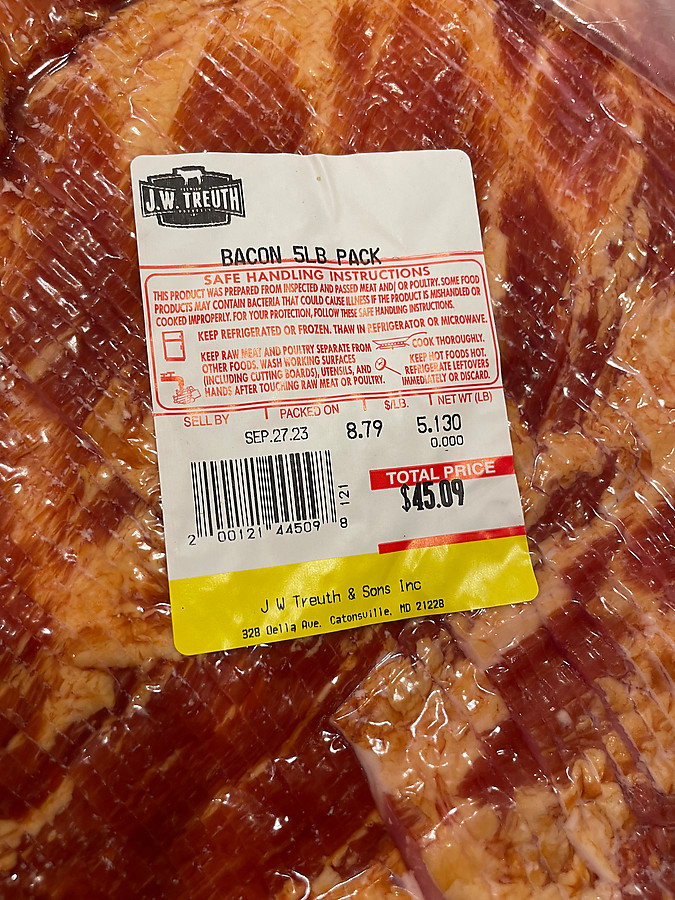 J.W. TREUTH
BACON 5LB PACK
SAFE HANDLING INSTRUCTIONS
THIS PRODUCT WAS PREPARED FROM INSPECTED AND PASSED MEAT AND/OR POULTRY. SOME FOOD
PRODUCTS MAY CONTAIN BACTERIA THAT COULD CAUSE ILLNESS IF THE PRODUCT IS MISHANDLED OR
COOKED IMPROPERLY. FOR YOUR PROTECTION, FOLLOW THESE SAFE HANDLING INSTRUCTIONS.
KEEP REFRIGERATED OR FROZEN. THAW IN REFRIGERATOR OR MICROWAVE.
KEEP RAW MEAT AND POULTRY SEPARATE FROM
OTHER FOODS. WASH WORKING SURFACES
(INCLUDING CUTTING BOARDS), UTENSILS, AND
HANDS AFTER TOUCHING RAW MEAT OR POULTRY.
COOK THOROUGHLY.
KEEP HOT FOODS HOT.
REFRIGERATE LEFTOVERS
IMMEDIATELY OR DISCARD.
SELL BY PACKED ON $/LB. NET WT (LB)
SEP.27.23 8.79 5.130
0.000
TOTAL PRICE
$45.09
2 00121 44509 8
121
J W Treuth & Sons Inc
328 Oella Ave, Catonsville, MD 21228